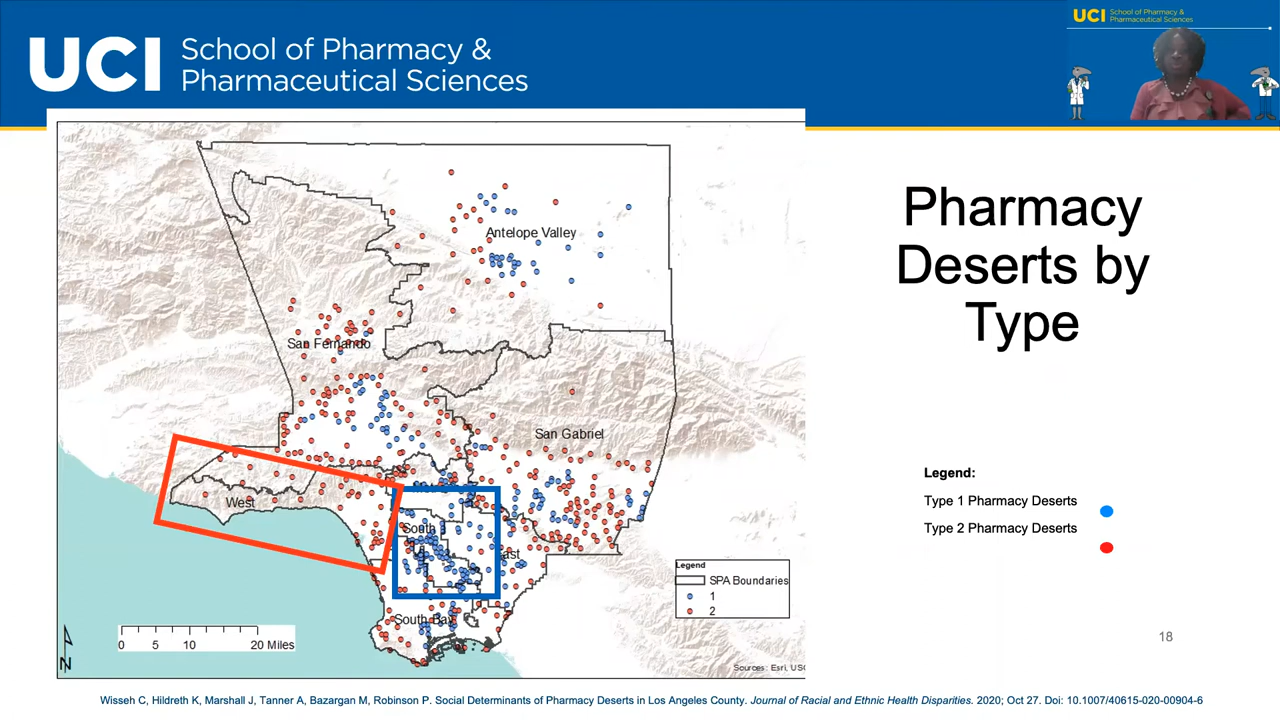 UCI School of Pharmacy &
Pharmaceutical Sciences
UCI School of Pharmacy &
Pharmaceutical Sciences
Pharmacy
Deserts by
Type
Antelope Valley
San Fernando
San Gabriel
West
South
South Bay
Legend
SPA Boundaries
1
2
0 5 10 20 Miles
N
Sources: Esri,
Legend:
Type 1 Pharmacy Deserts
Type 2 Pharmacy Deserts
18
Wisseh C, Hildreth K, Marshall J, Tanner A, Bazargan M, Robinson P. Social Determinants of Pharmacy Deserts in Los Angeles County. Journal of Racial and Ethnic Health Disparities. 2020; Oct 27. Doi: 10.1007/40615-020-00904-6